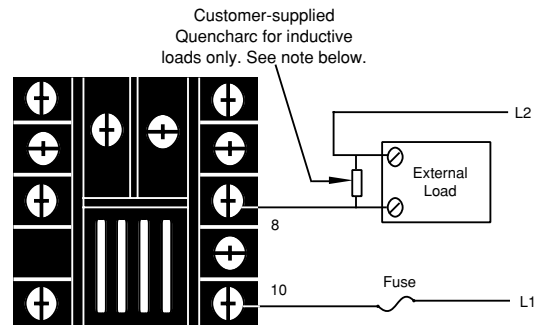 Customer-supplied
Quencharc for inductive
loads only. See note below.
L2
External
Load
8
10
Fuse
L1